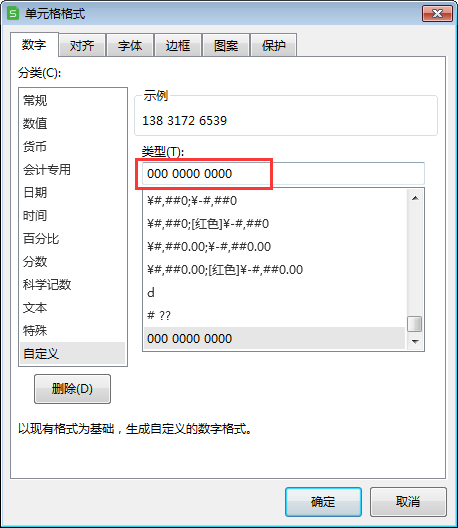 单元格格式
数字 对齐 字体 边框 图案 保护
分类(C):
常规
数值
货币
会计专用
日期
时间
百分比
分数
科学记数
文本
特殊
自定义
删除(D)
示例
138 3172 6539
类型(T):
000 0000 0000
¥#,##0;¥-#,##0
¥#,##0;[红色]¥-#,##0
¥#,##0.00;¥-#,##0.00
¥#,##0.00;[红色]¥-#,##0.00
d
# ??
000 0000 0000
以现有格式为基础，生成自定义的数字格式。
确定 取消